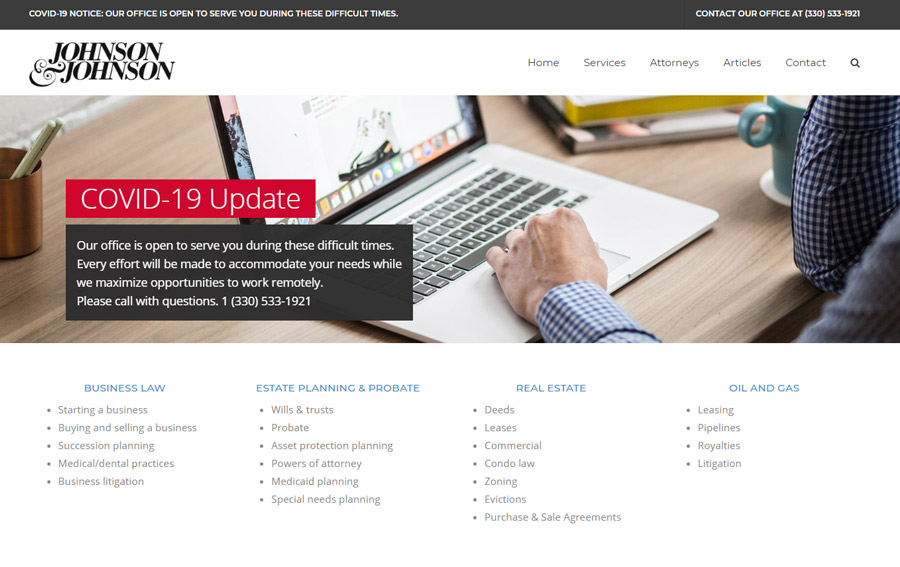 COVID-19 NOTICE: OUR OFFICE IS OPEN TO SERVE YOU DURING THESE DIFFICULT TIMES.
CONTACT OUR OFFICE AT (330) 533-1921
JOHNSON
& JOHNSON
Home Services Attorneys Articles Contact
COVID-19 Update
Our office is open to serve you during these difficult times.
Every effort will be made to accommodate your needs while
we maximize opportunities to work remotely.
Please call with questions. 1 (330) 533-1921
BUSINESS LAW
Starting a business
Buying and selling a business
Succession planning
Medical/dental practices
Business litigation
ESTATE PLANNING & PROBATE
Wills & trusts
Probate
Asset protection planning
Powers of attorney
Medicaid planning
Special needs planning
REAL ESTATE
Deeds
Leases
Commercial
Condo law
Zoning
Evictions
Purchase & Sale Agreements
OIL AND GAS
Leasing
Pipelines
Royalties
Litigation